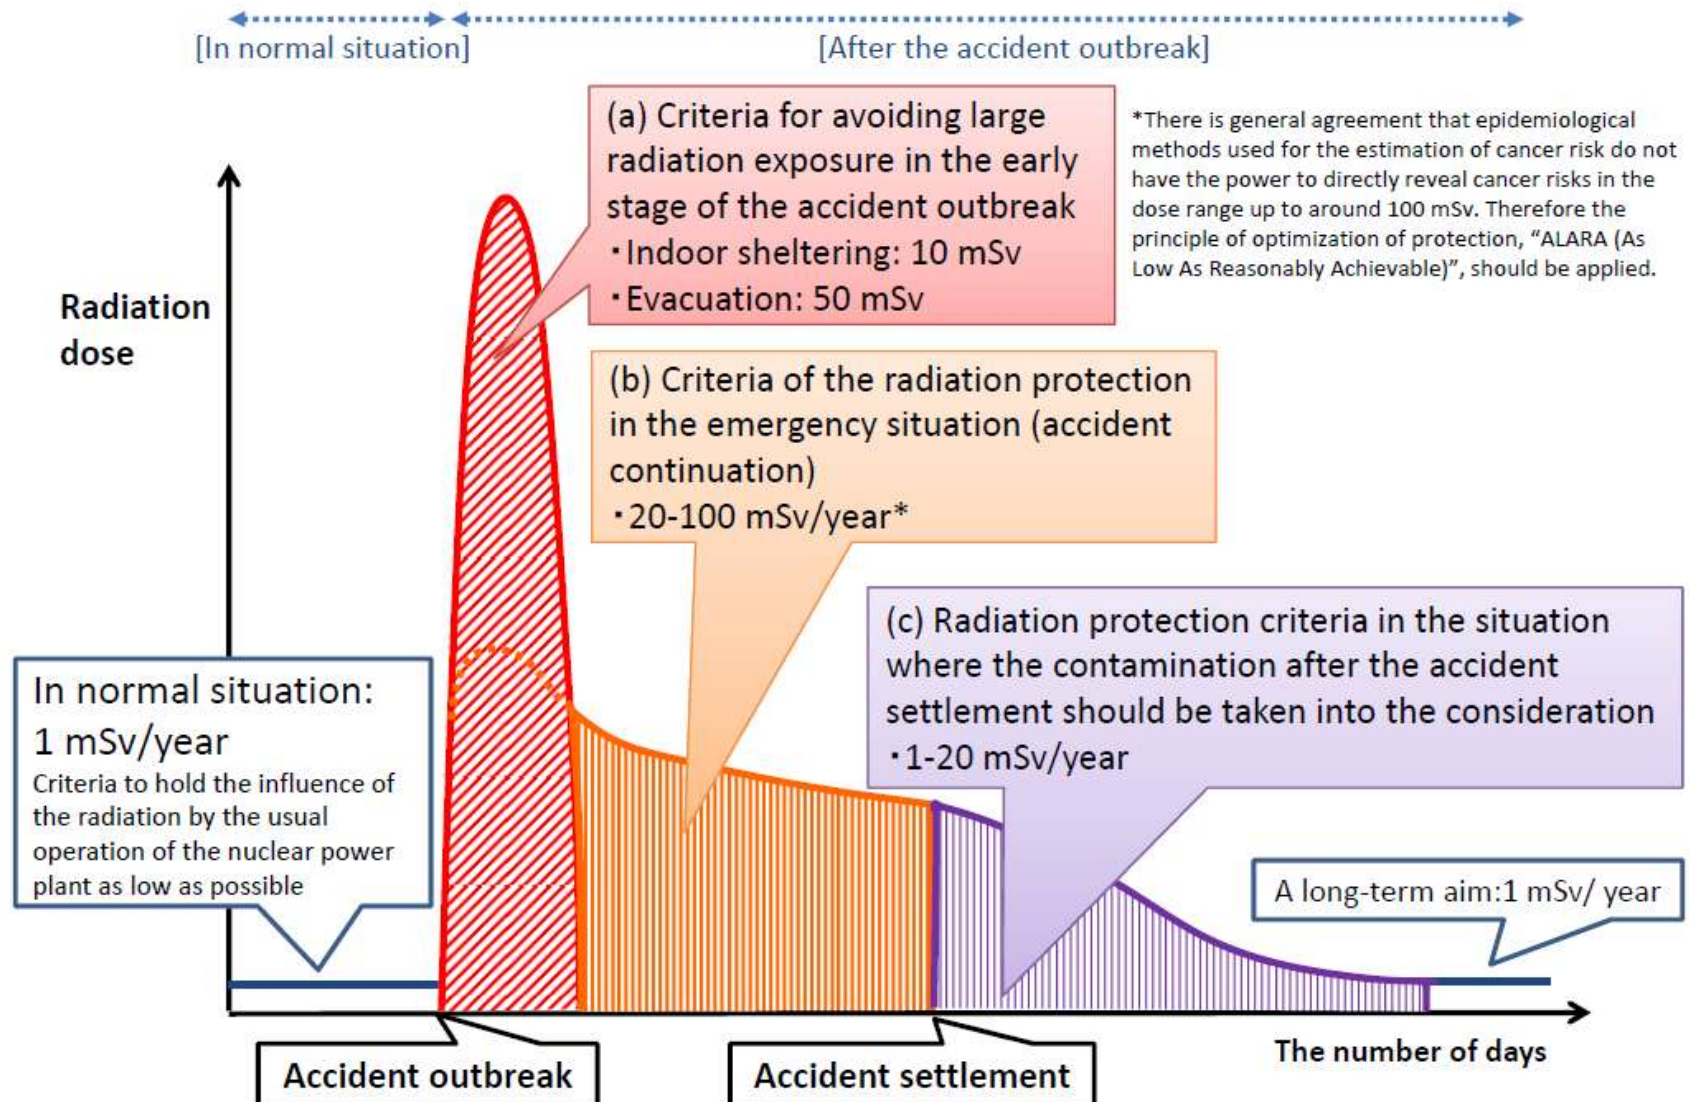 [In normal situation]
[After the accident outbreak]
(a) Criteria for avoiding large
radiation exposure in the early
stage of the accident outbreak
・Indoor sheltering: 10 mSv
・Evacuation: 50 mSv
*There is general agreement that epidemiological
methods used for the estimation of cancer risk do not
have the power to directly reveal cancer risks in the
dose range up to around 100 mSv. Therefore the
principle of optimization of protection, “ALARA (As
Low As Reasonably Achievable)”, should be applied.
Radiation
dose
(b) Criteria of the radiation protection
in the emergency situation (accident
continuation)
・20-100 mSv/year*
(c) Radiation protection criteria in the situation
where the contamination after the accident
settlement should be taken into the consideration
・1-20 mSv/year
In normal situation:
1 mSv/year
Criteria to hold the influence of
the radiation by the usual
operation of the nuclear power
plant as low as possible
A long-term aim:1 mSv/ year
The number of days
Accident outbreak
Accident settlement